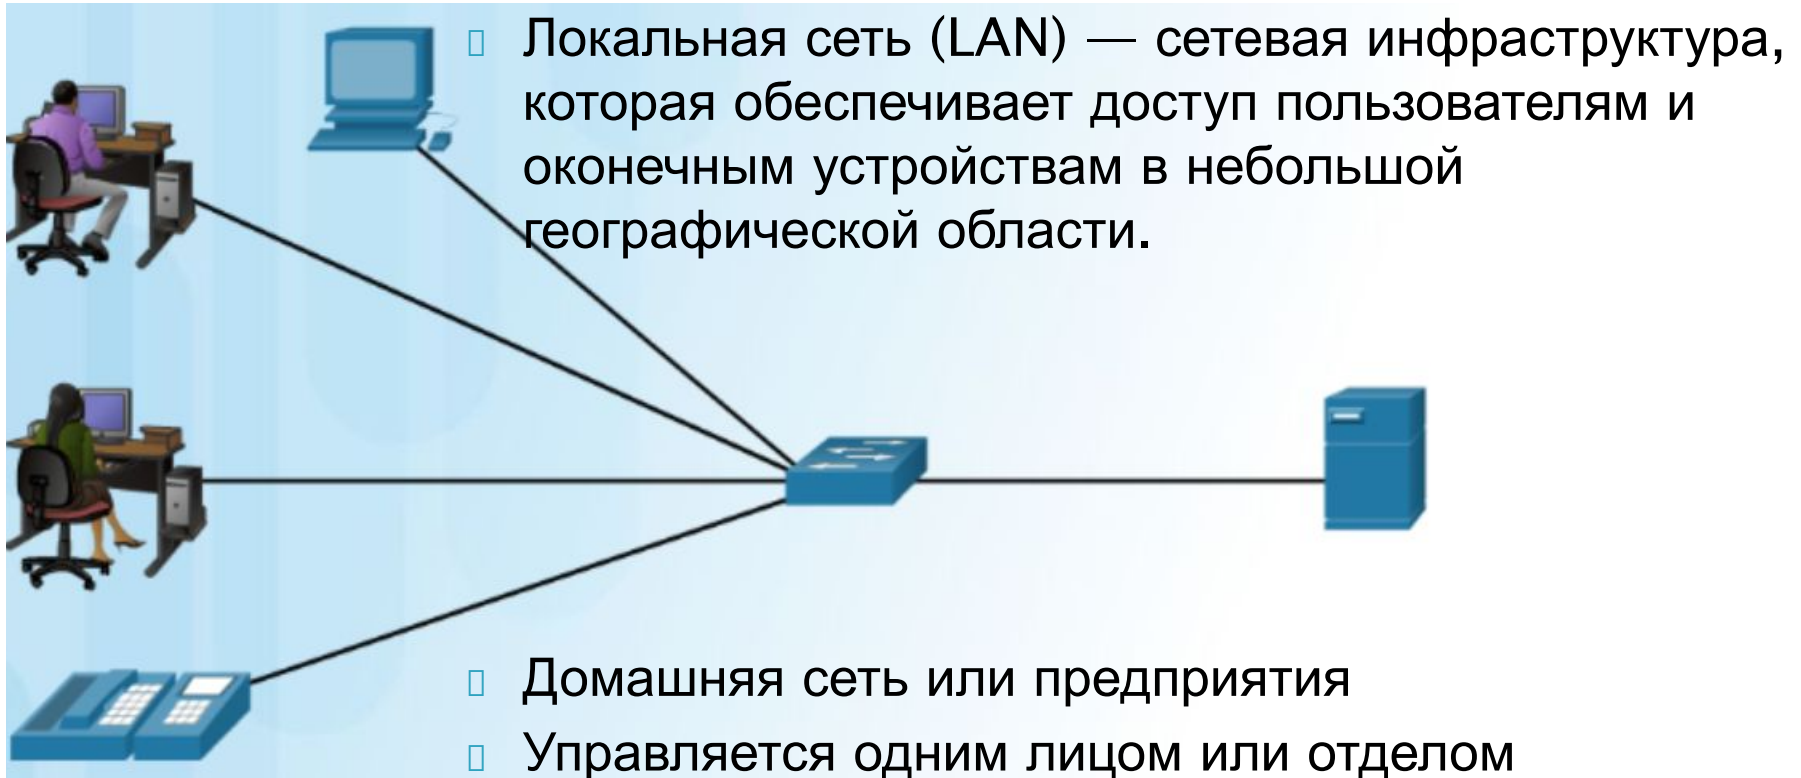 Локальная сеть (LAN) — сетевая инфраструктура,
которая обеспечивает доступ пользователям и
оконечным устройствам в небольшой
географической области.
Домашняя сеть или предприятия
Управляется одним лицом или отделом